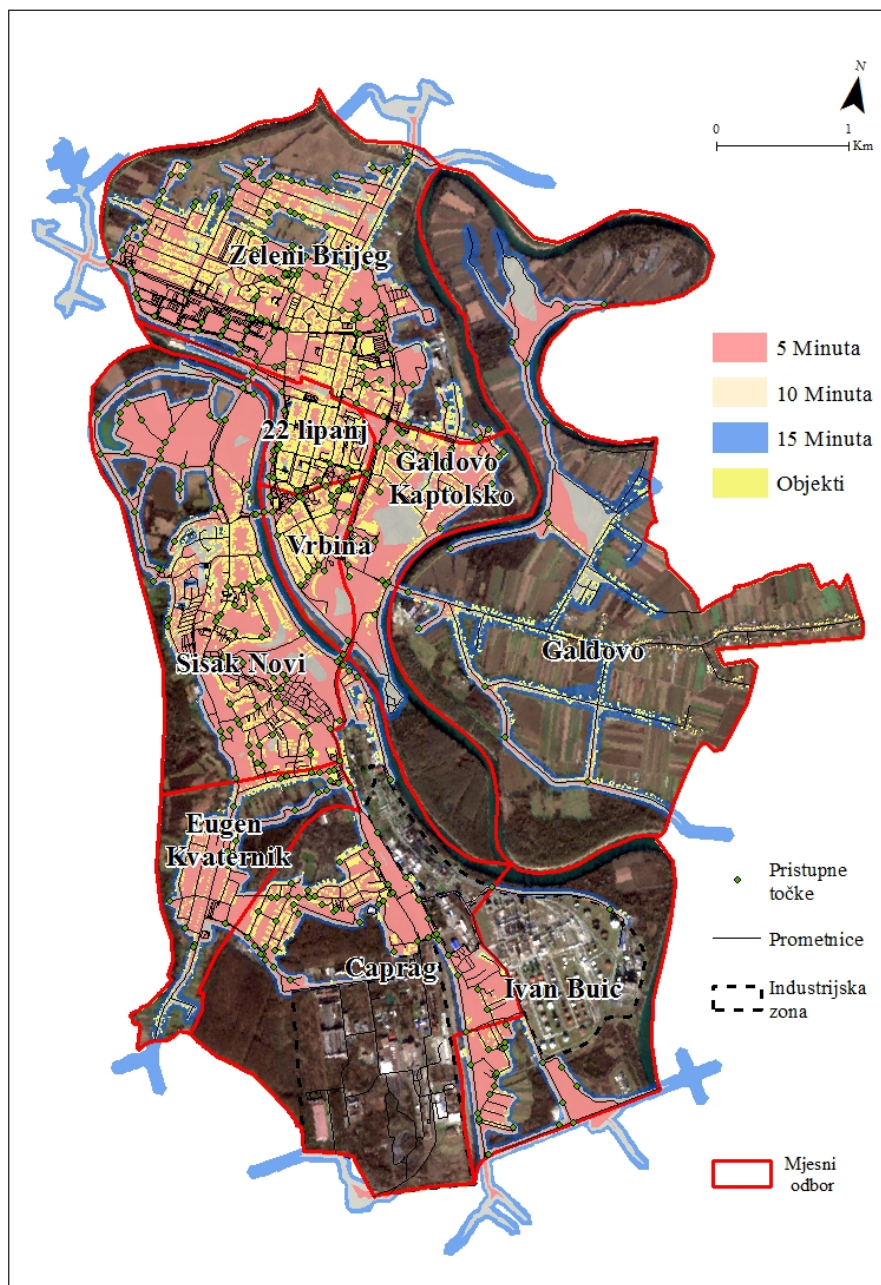 N
0 1
Km
Zeleni Brijeg
5 Minuta
10 Minuta
15 Minuta
Objekti
22 lipanj
Galdovo
Kaptolsko
Vrbina
Sisak Novi
Galdovo
Eugen
Kvaternik
Caprag
Ivan Buić
Pristupne
točke
Prometnice
Industrijska
zona
Mjesni
odbor